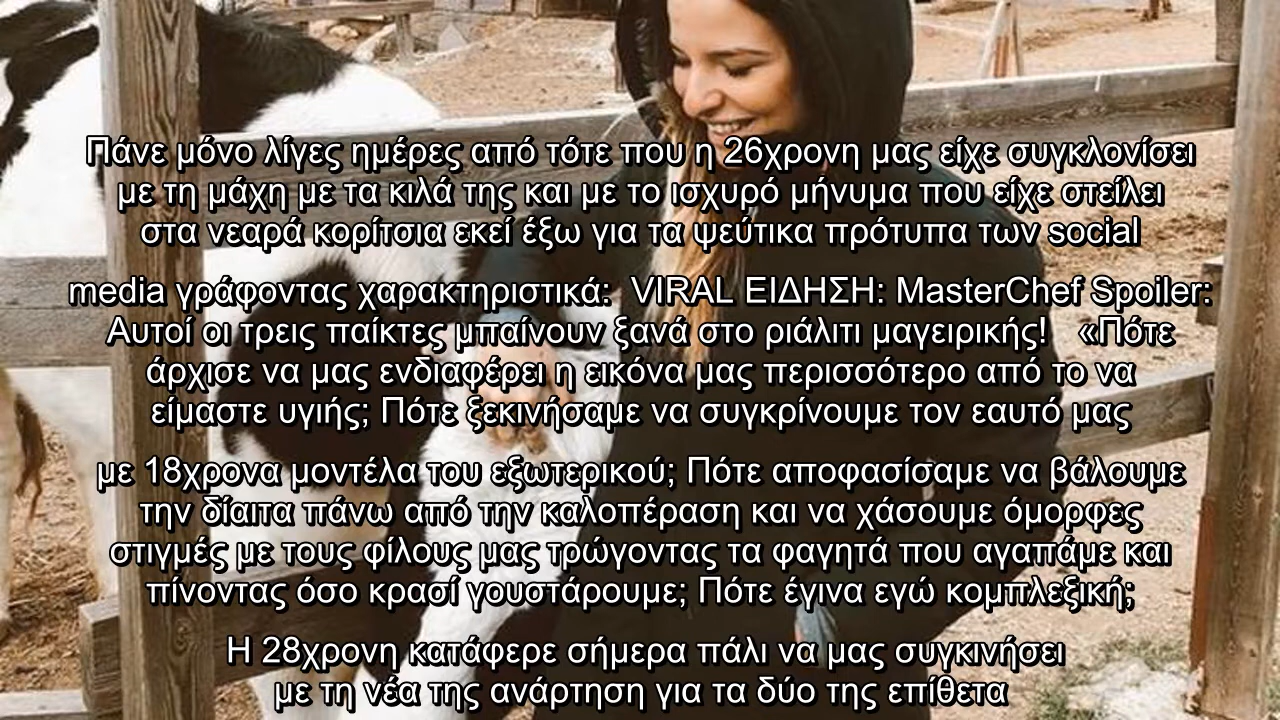 Πάνε μόνο λίγες ημέρες από τότε που η 26χρονη μας είχε συγκλονίσει
με τη μάχη με τα κιλά της και με το ισχυρό μήνυμα που είχε στείλει
στα νεαρά κορίτσια εκεί έξω για τα ψεύτικα πρότυπα των social
media γράφοντας χαρακτηριστικά:  VIRAL ΕΙΔΗΣΗ: MasterChef Spoiler:
Αυτοί οι τρεις παίκτες μπαίνουν ξανά στο ριάλιτι μαγειρικής!   «Πότε
άρχισε να μας ενδιαφέρει η εικόνα μας περισσότερο από το να
είμαστε υγιής; Πότε ξεκινήσαμε να συγκρίνουμε τον εαυτό μας
με 18χρονα μοντέλα του εξωτερικού; Πότε αποφασίσαμε να βάλουμε
την δίαιτα πάνω από την καλοπέραση και να χάσουμε όμορφες
στιγμές με τους φίλους μας τρώγοντας τα φαγητά που αγαπάμε και
πίνοντας όσο κρασί γουστάρουμε; Πότε έγινα εγώ κομπλεξική;
Η 28χρονη κατάφερε σήμερα πάλι να μας συγκινήσει
με τη νέα της ανάρτηση για τα δύο της επίθετα